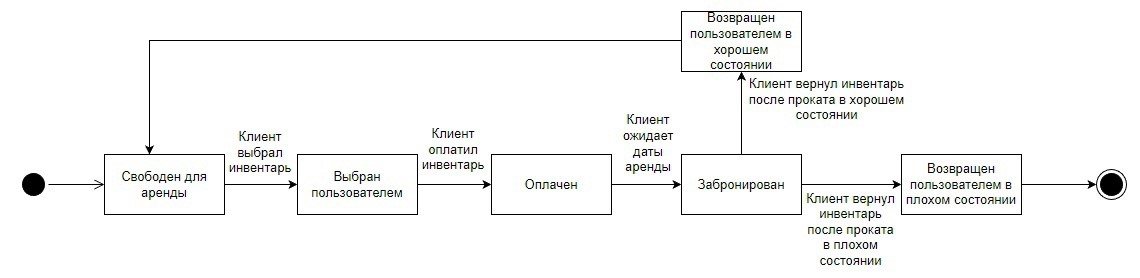 Возвращен
пользователем в
хорошем
состоянии
Клиент вернул инвентарь
после проката в хорошем
состоянии
Клиент
выбрал
инвентарь
Клиент
оплатил
инвентарь
Клиент
ожидает
даты
аренды
Свободен для
аренды
Выбран
пользователем
Оплачен
Забронирован
Возвращен
пользователем в
плохом состоянии
Клиент вернул
инвентарь
после проката
в плохом
состоянии